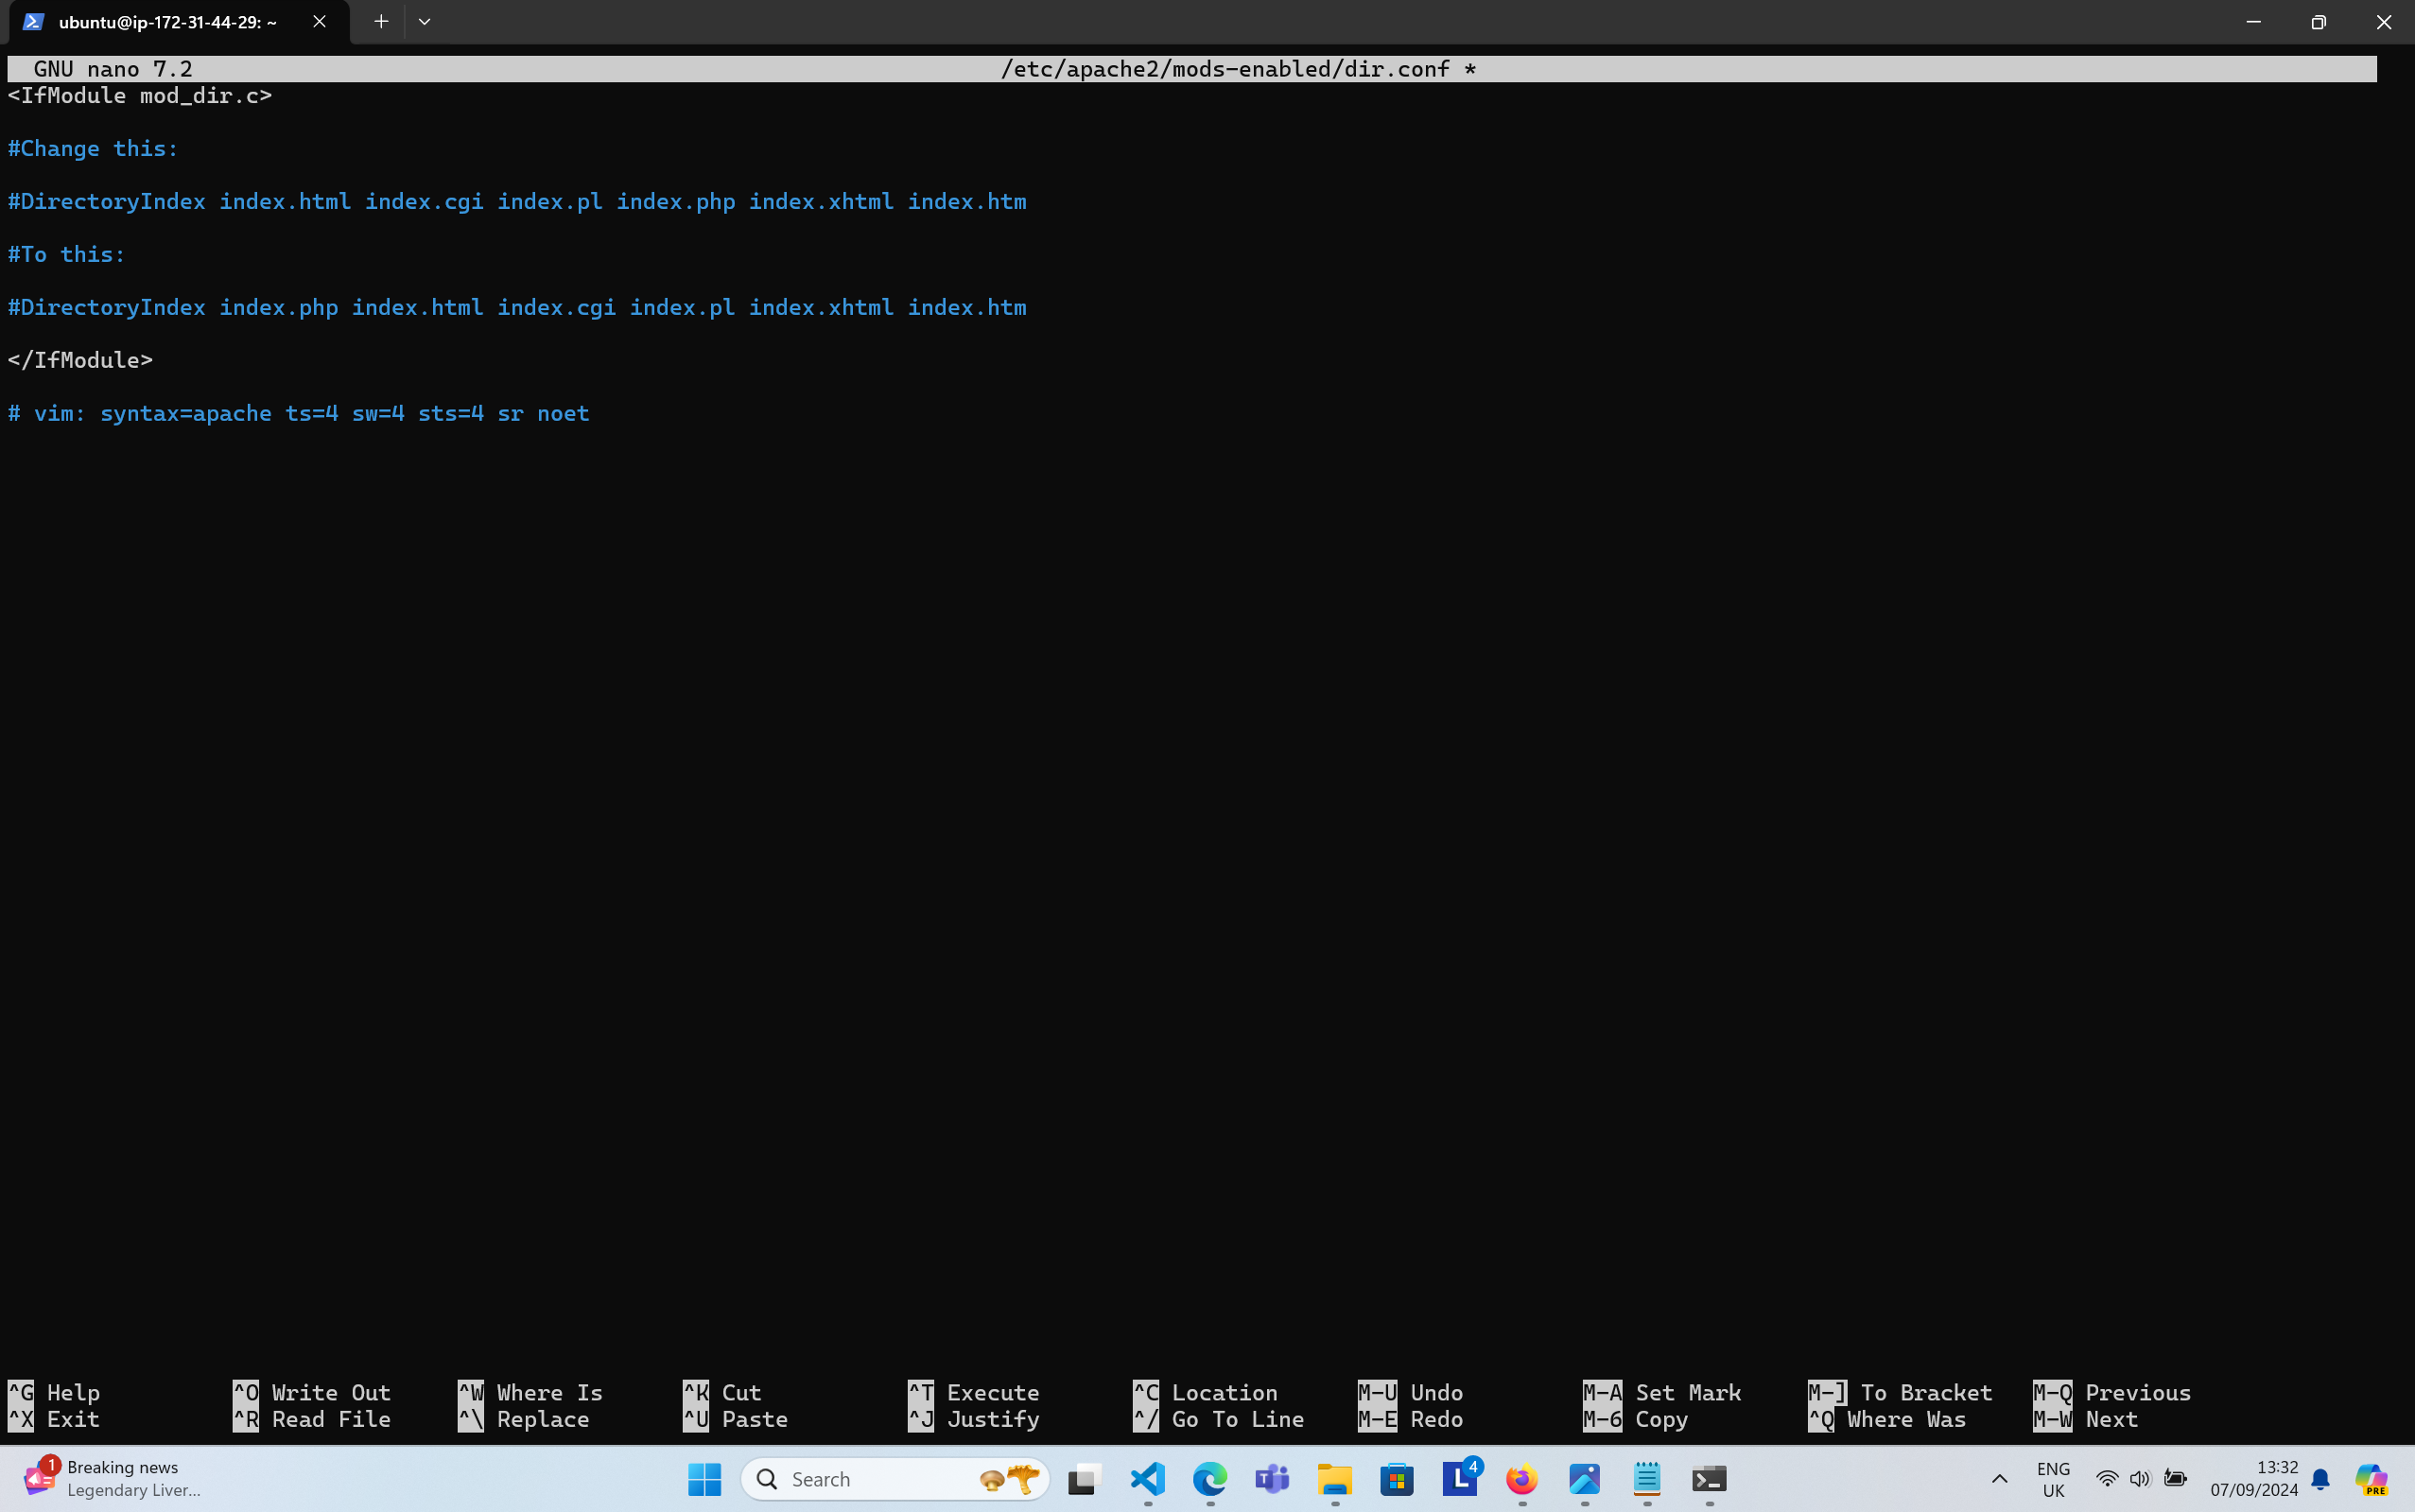 ubuntu@ip-172-31-44-29: ~
GNU nano 7.2 /etc/apache2/mods-enabled/dir.conf *
<IfModule mod_dir.c>
#Change this:
#DirectoryIndex index.html index.cgi index.pl index.php index.xhtml index.htm
#To this:
#DirectoryIndex index.php index.html index.cgi index.pl index.xhtml index.htm
</IfModule>
# vim: syntax=apache ts=4 sw=4 sts=4 sr noet
^G Help ^O Write Out ^W Where Is ^K Cut ^T Execute ^C Location M-U Undo M-A Set Mark M-] To Bracket M-Q Previous
^X Exit ^R Read File ^\ Replace ^U Paste ^J Justify ^/ Go To Line M-E Redo M-6 Copy ^Q Where Was M-W Next
1 Breaking news
Legendary Liver...
Search
T
L 4
ENG
UK
13:32
07/09/2024
PRE